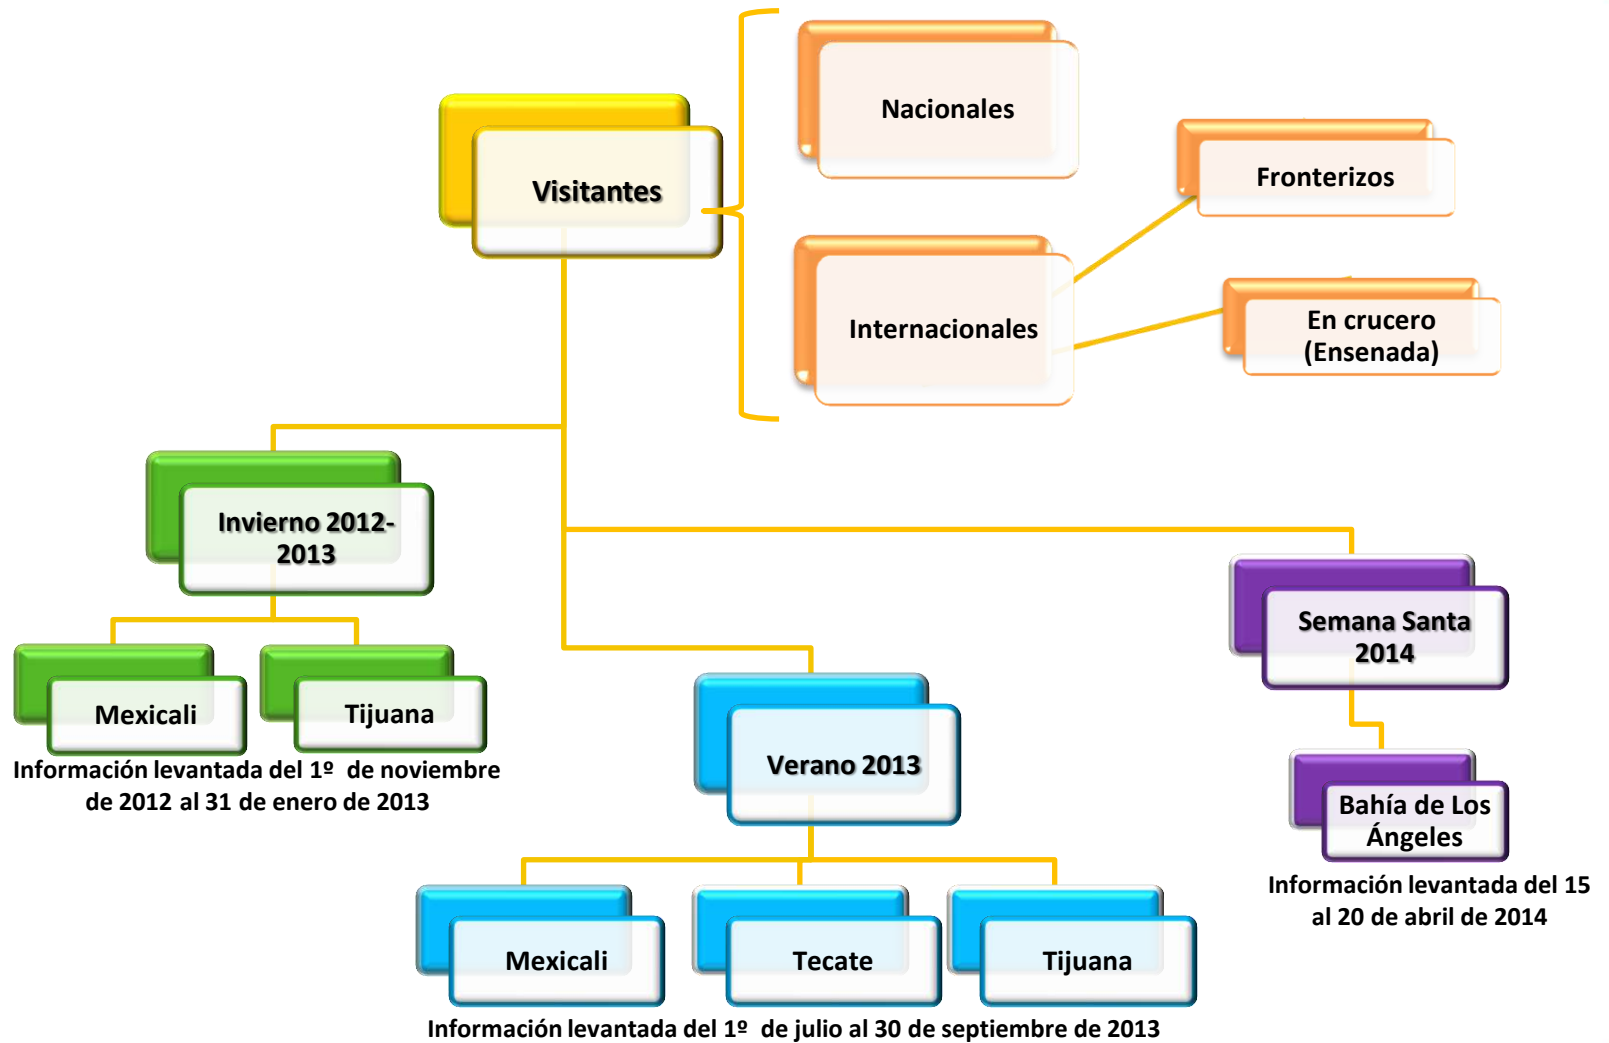 Visitantes
Nacionales
Internacionales
Fronterizos
En crucero
(Ensenada)
Invierno 2012-
2013
Mexicali
Tijuana
Información levantada del 1º de noviembre
de 2012 al 31 de enero de 2013
Verano 2013
Mexicali
Tecate
Tijuana
Información levantada del 1º de julio al 30 de septiembre de 2013
Semana Santa
2014
Bahía de Los
Ángeles
Información levantada del 15
al 20 de abril de 2014